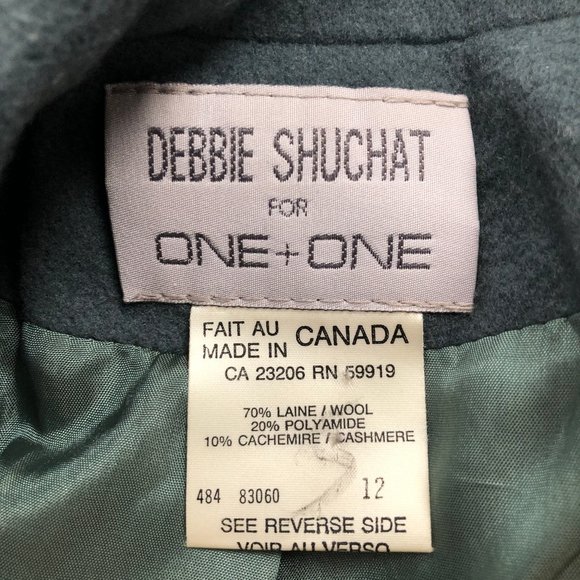 DEBBIE SHUCHAT
FOR
ONE+ONE
FAIT AU
MADE IN CANADA
CA 23206 RN 59919
70% LAINE / WOOL
20% POLYAMIDE
10% CACHEMIRE / CASHMERE
484 83060 12
SEE REVERSE SIDE
VOIR AU VERSO